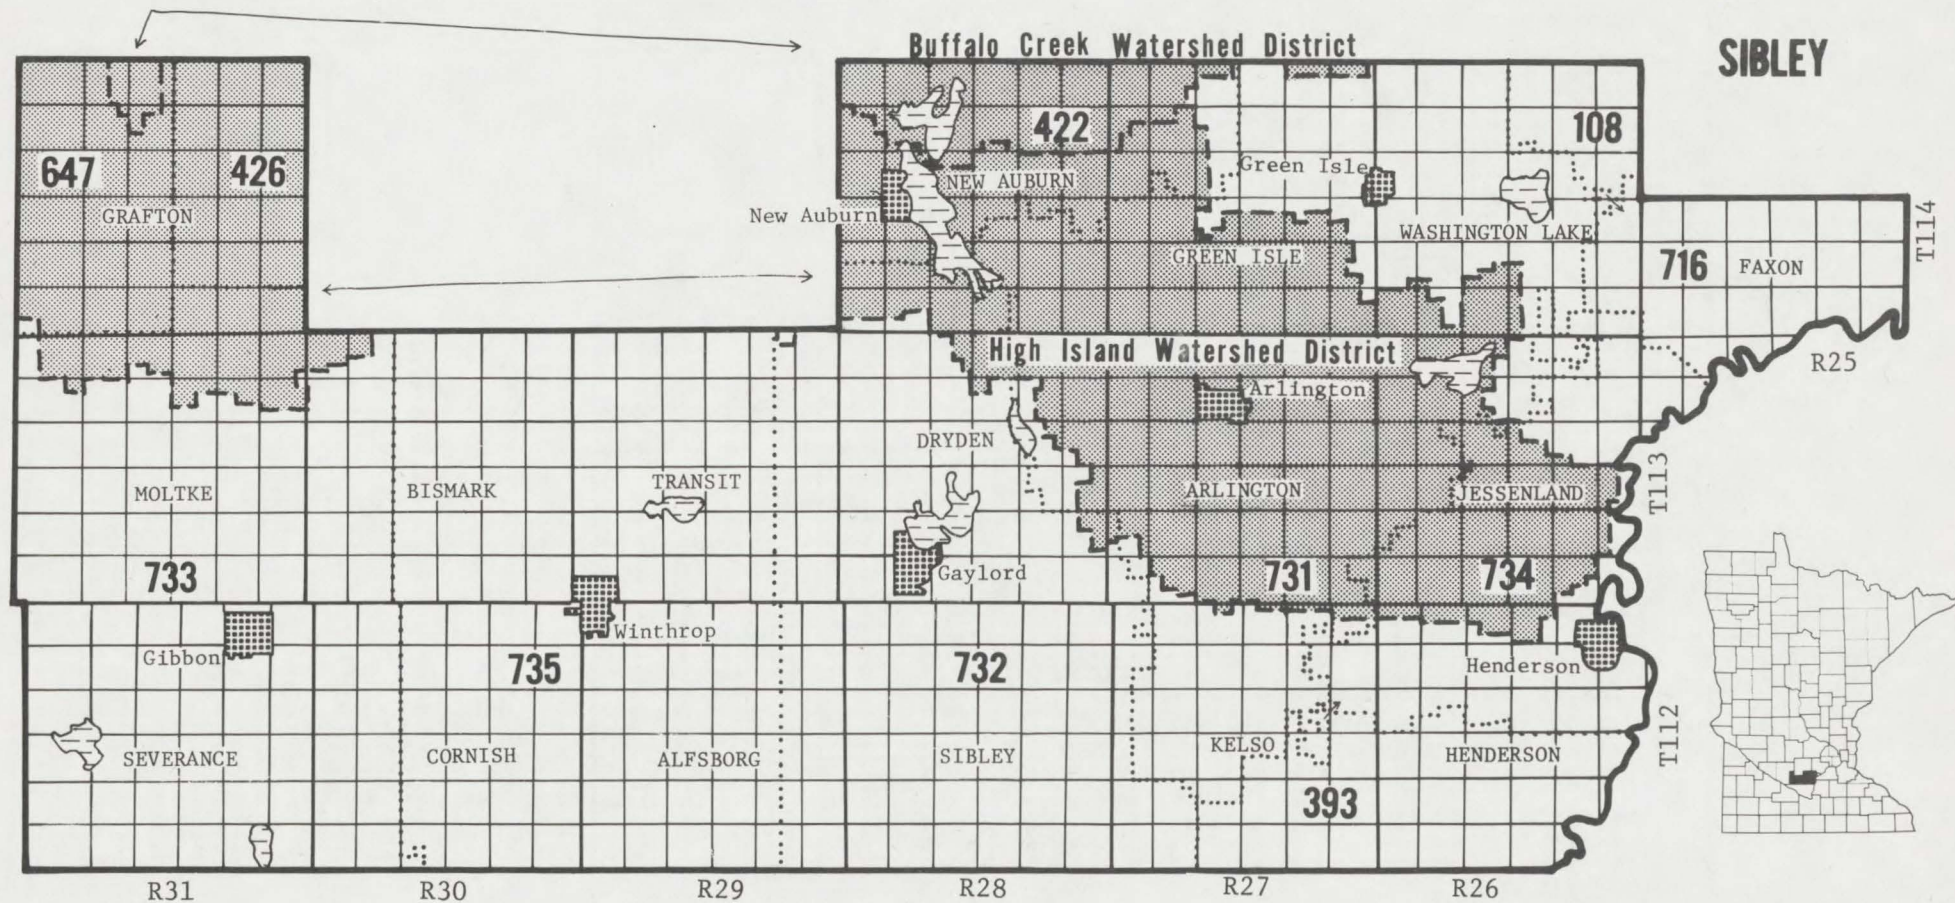 Buffalo Creek Watershed District
SIBLEY
422
108
647
426
Green Isle
NEW AUBURN
GRAFTON
New Auburn
WASHINGTON LAKE
T114
GREEN ISLE
716
FAXON
High Island Watershed District
R25
Arlington
DRYDEN
MOLTKE
BISMARK
TRANSIT
ARLINGTON
JESSENLAND
T113
733
Gaylord
731
734
Winthrop
Gibbon
735
732
Henderson
SEVERANCE
CORNISH
ALFSBORG
SIBLEY
KELSO
HENDERSON
T112
393
R31
R30
R29
R28
R27
R26